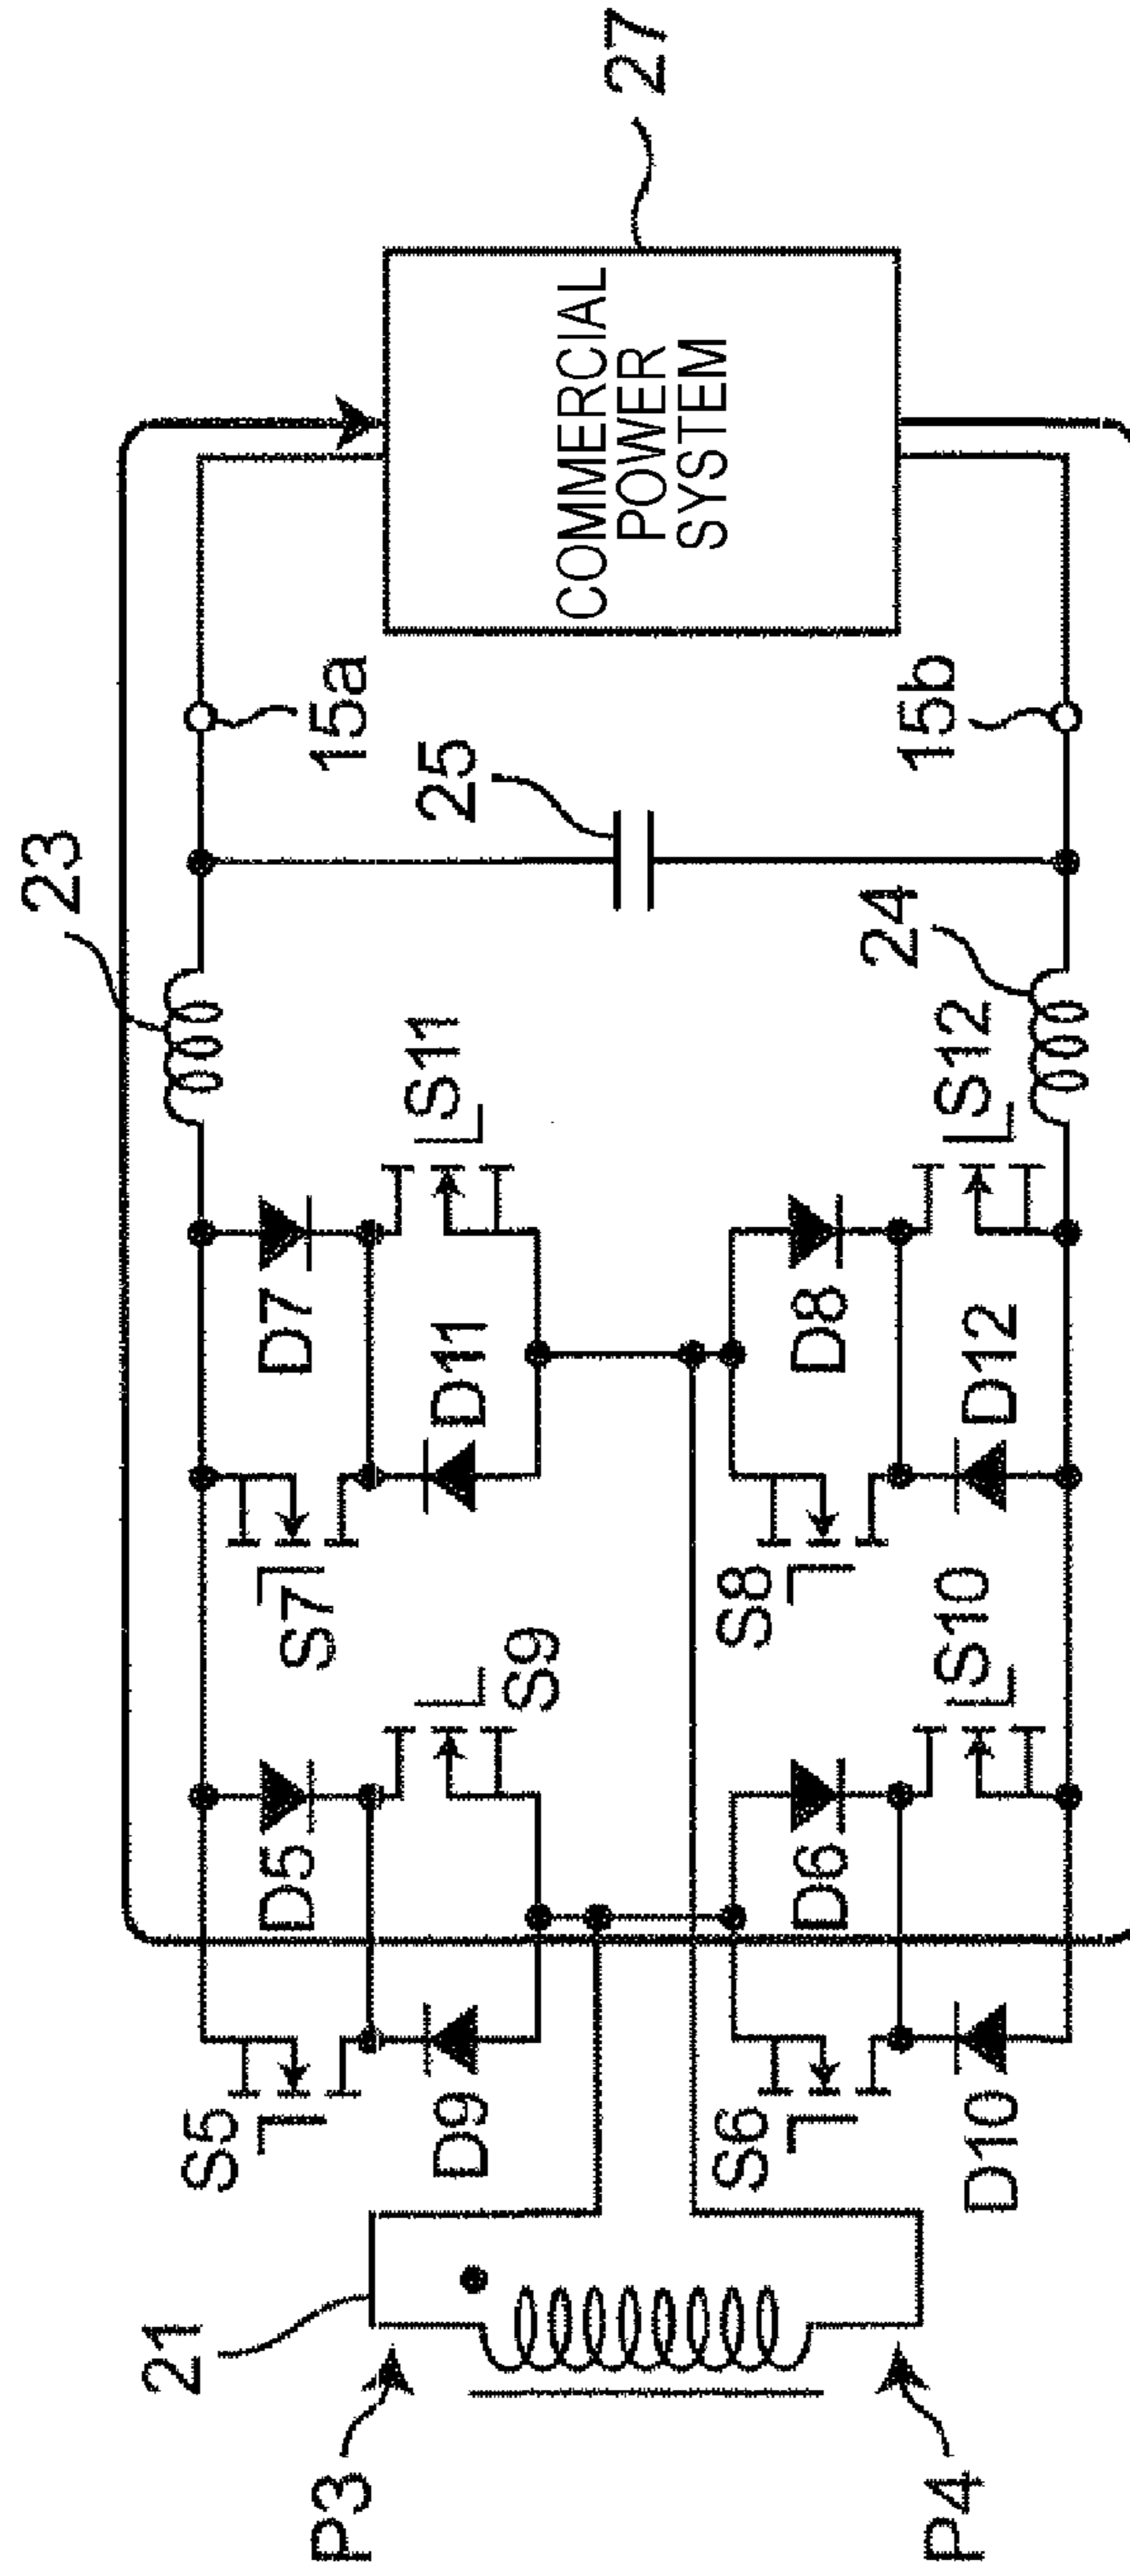 23
27
15a
25
COMMERCIAL
POWER
SYSTEM
15b
24
D7
S11
D11
S7
D5
S9
S5
D9
D8
S12
D12
S8
D6
S10
S6
D10
21
P3
P4